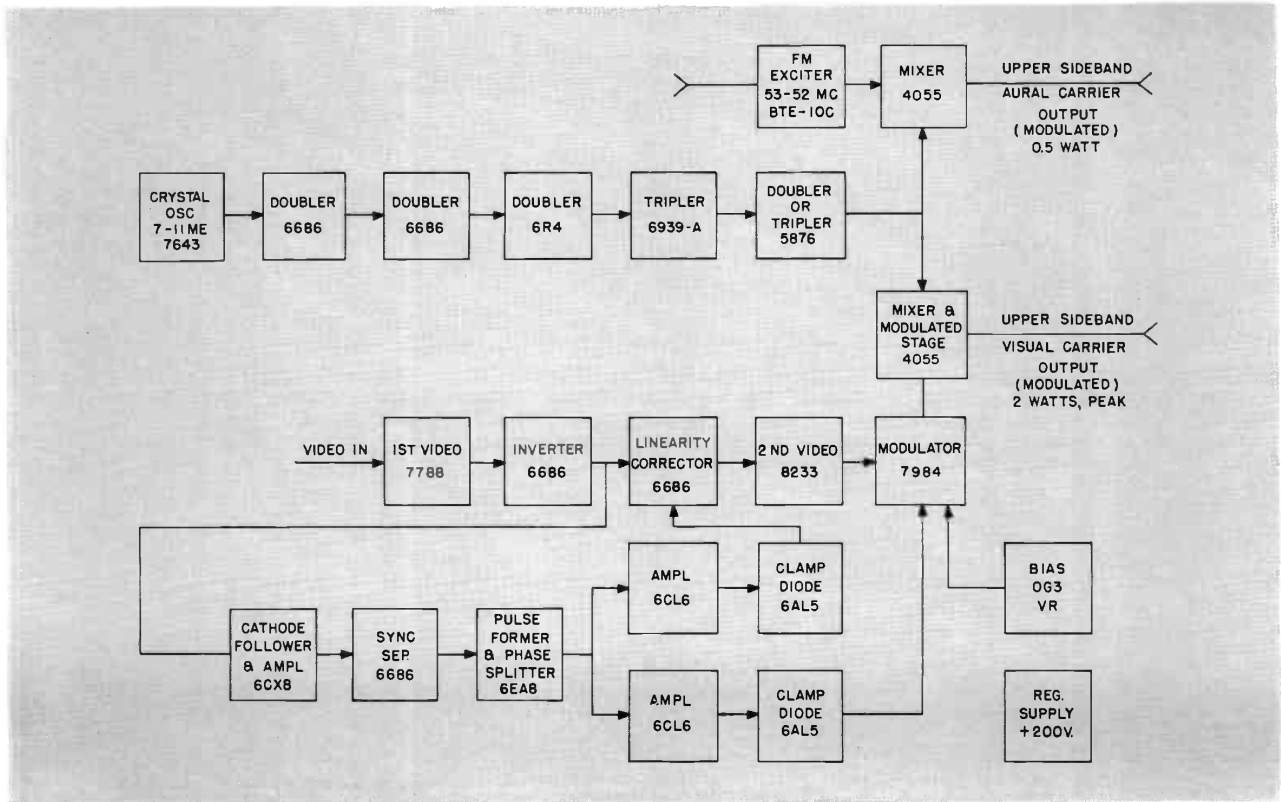 FM
EXCITER
53-52 MC
BTE-10C
MIXER
4055
UPPER SIDEBAND
AURAL CARRIER
OUTPUT
(MODULATED)
0.5 WATT
CRYSTAL
OSC
7-11ME
7643
DOUBLER
6686
DOUBLER
6686
DOUBLER
6R4
TRIPLER
6939-A
DOUBLER
OR
TRIPLER
5876
MIXER &
MODULATED
STAGE
4055
UPPER SIDEBAND
VISUAL CARRIER
OUTPUT
(MODULATED)
2 WATTS, PEAK
VIDEO IN
1ST VIDEO
7788
INVERTER
6686
LINEARITY
CORRECTOR
6686
2ND VIDEO
8233
MODULATOR
7984
AMPL
6CL6
CLAMP
DIODE
6AL5
BIAS
OG3
VR
CATHODE
FOLLOWER
& AMPL
6CX8
SYNC
SEP.
6686
PULSE
FORMER
& PHASE
SPLITTER
6EA8
AMPL
6CL6
CLAMP
DIODE
6AL5
REG.
SUPPLY
+200V.